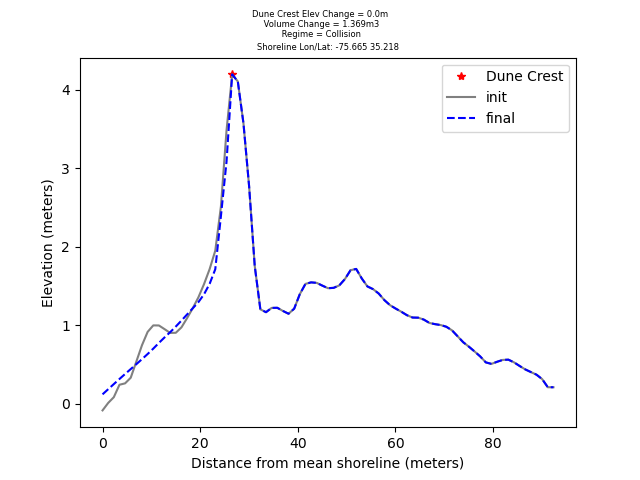 Dune Crest Elev Change = 0.0m
Volume Change = 1.369m3
Regime = Collision
Shoreline Lon/Lat: -75.665 35.218
Dune Crest
init
final
Elevation (meters)
4
3
2
1
0
0 20 40 60 80
Distance from mean shoreline (meters)